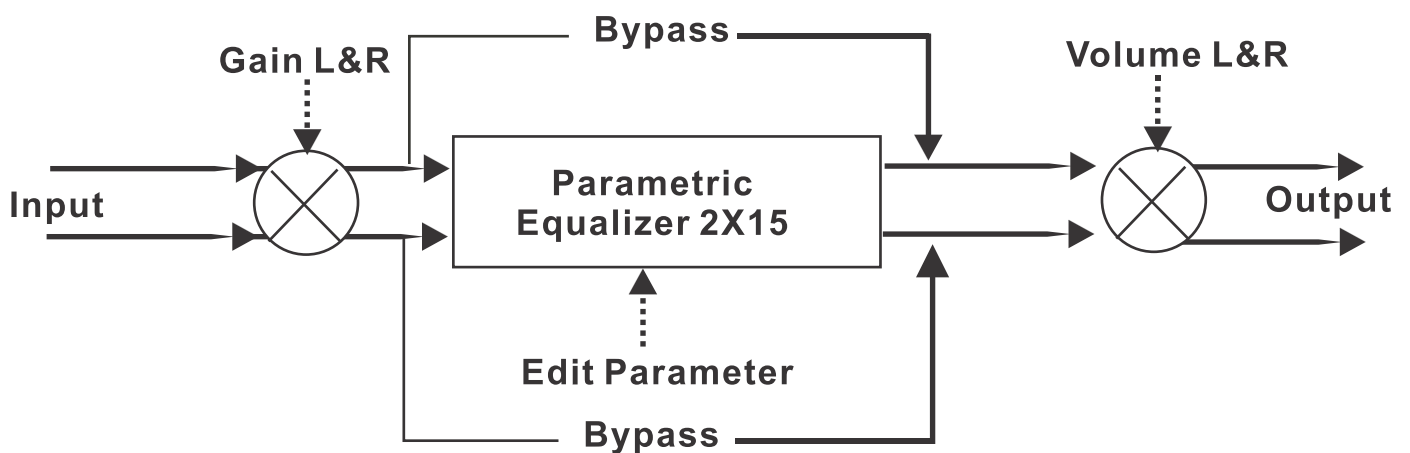 Bypass
Gain L&R
Volume L&R
Parametric
Equalizer 2X15
Input
Output
Edit Parameter
Bypass